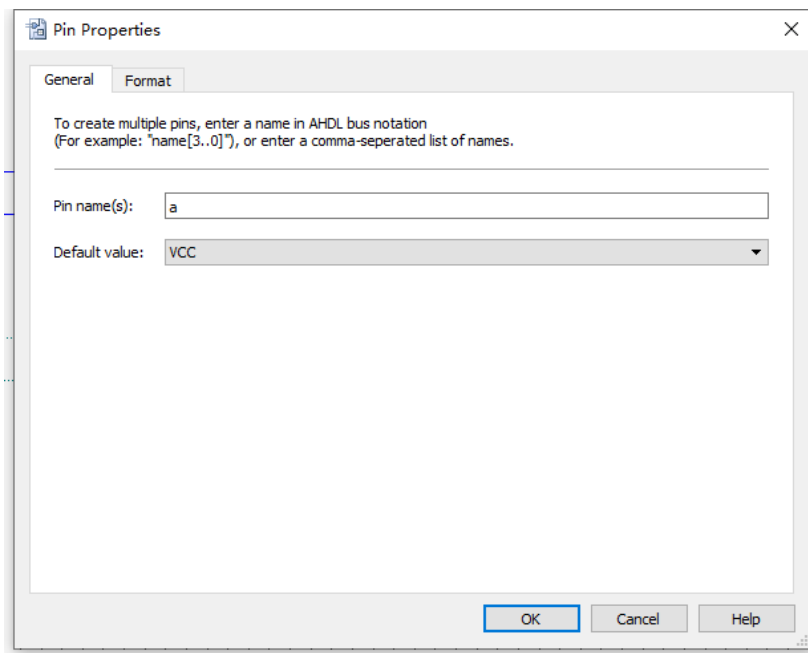 Pin Properties
General
Format
To create multiple pins, enter a name in AHDL bus notation
(For example: "name[3..0]"), or enter a comma-seperated list of names.
Pin name(s):
a
Default value:
VCC
OK
Cancel
Help